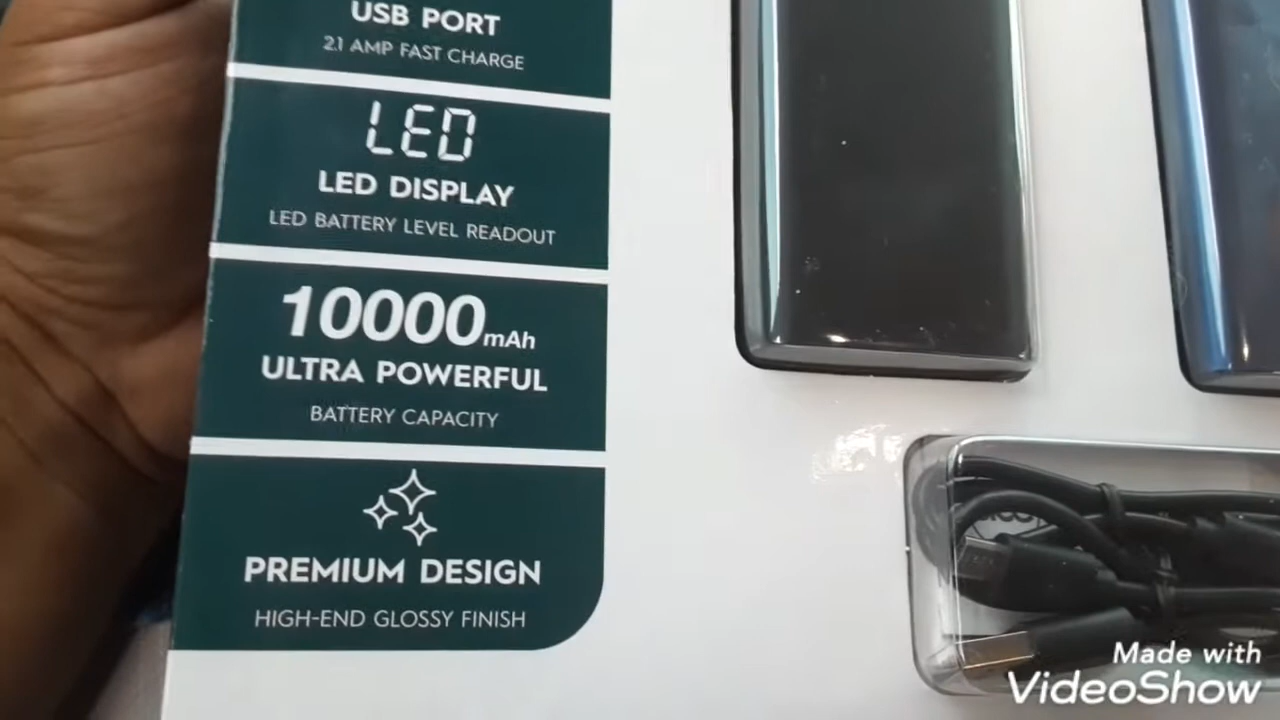 USB PORT
2.1 AMP FAST CHARGE
LED
LED DISPLAY
LED BATTERY LEVEL READOUT
10000mAh
ULTRA POWERFUL
BATTERY CAPACITY
PREMIUM DESIGN
HIGH-END GLOSSY FINISH
Made with
VideoShow